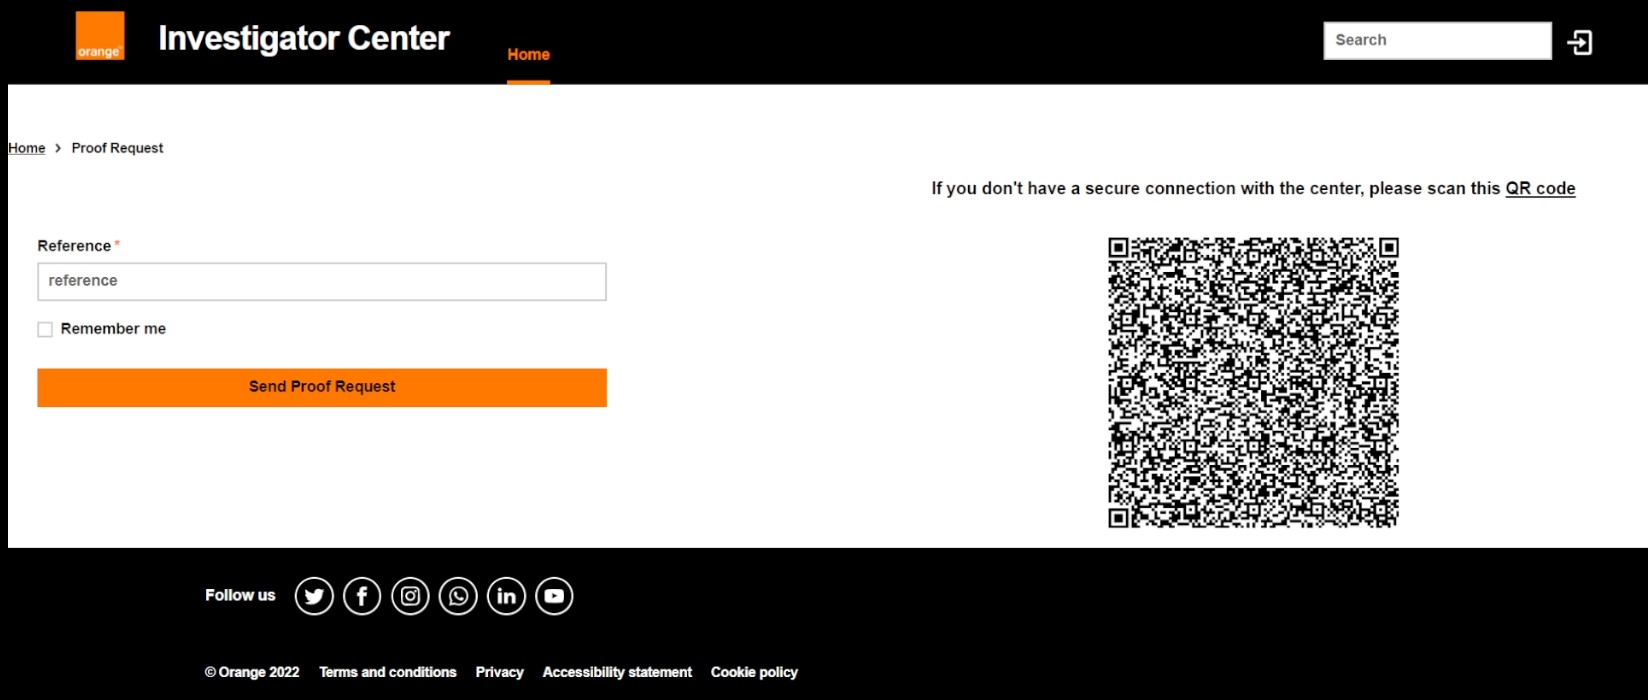 orange
Investigator Center
Home
Search
Home > Proof Request
If you don't have a secure connection with the center, please scan this QR code
Reference *
reference
Remember me
Send Proof Request
Follow us
© Orange 2022 Terms and conditions Privacy Accessibility statement Cookie policy